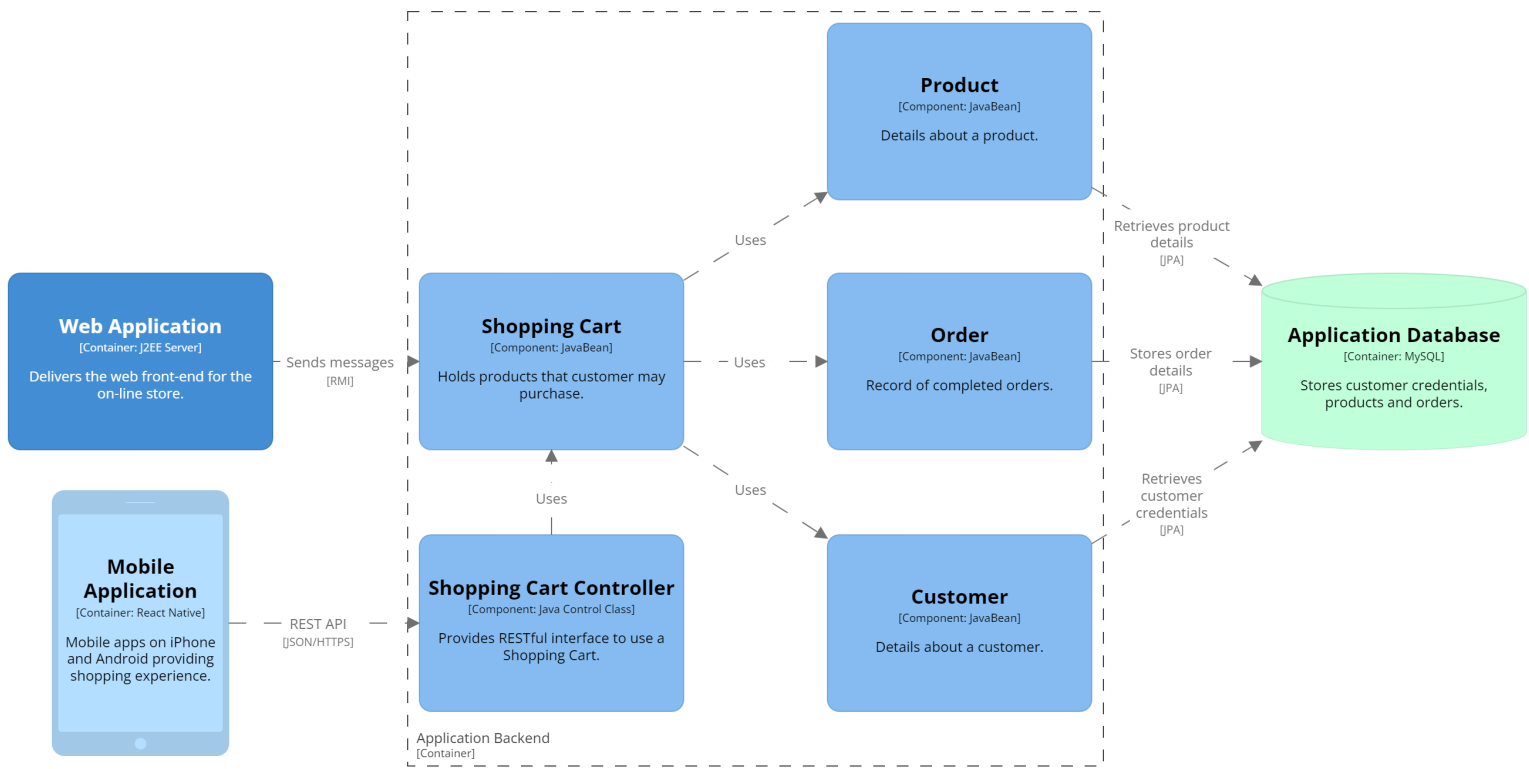 Product
[Component: JavaBean]
Details about a product.
Uses
Retrieves product
details
[JPA]
Web Application
[Container: J2EE Server]
Delivers the web front-end for the
on-line store.
Sends messages
[RMI]
Shopping Cart
[Component: JavaBean]
Holds products that customer may
purchase.
Uses
Order
[Component: JavaBean]
Record of completed orders.
Stores order
details
[JPA]
Application Database
[Container: MySQL]
Stores customer credentials,
products and orders.
Uses
Uses
Retrieves
customer
credentials
[JPA]
Mobile
Application
[Container: React Native]
Mobile apps on iPhone
and Android providing
shopping experience.
REST API
[JSON/HTTPS]
Shopping Cart Controller
[Component: Java Control Class]
Provides RESTful interface to use a
Shopping Cart.
Customer
[Component: JavaBean]
Details about a customer.
Application Backend
[Container]